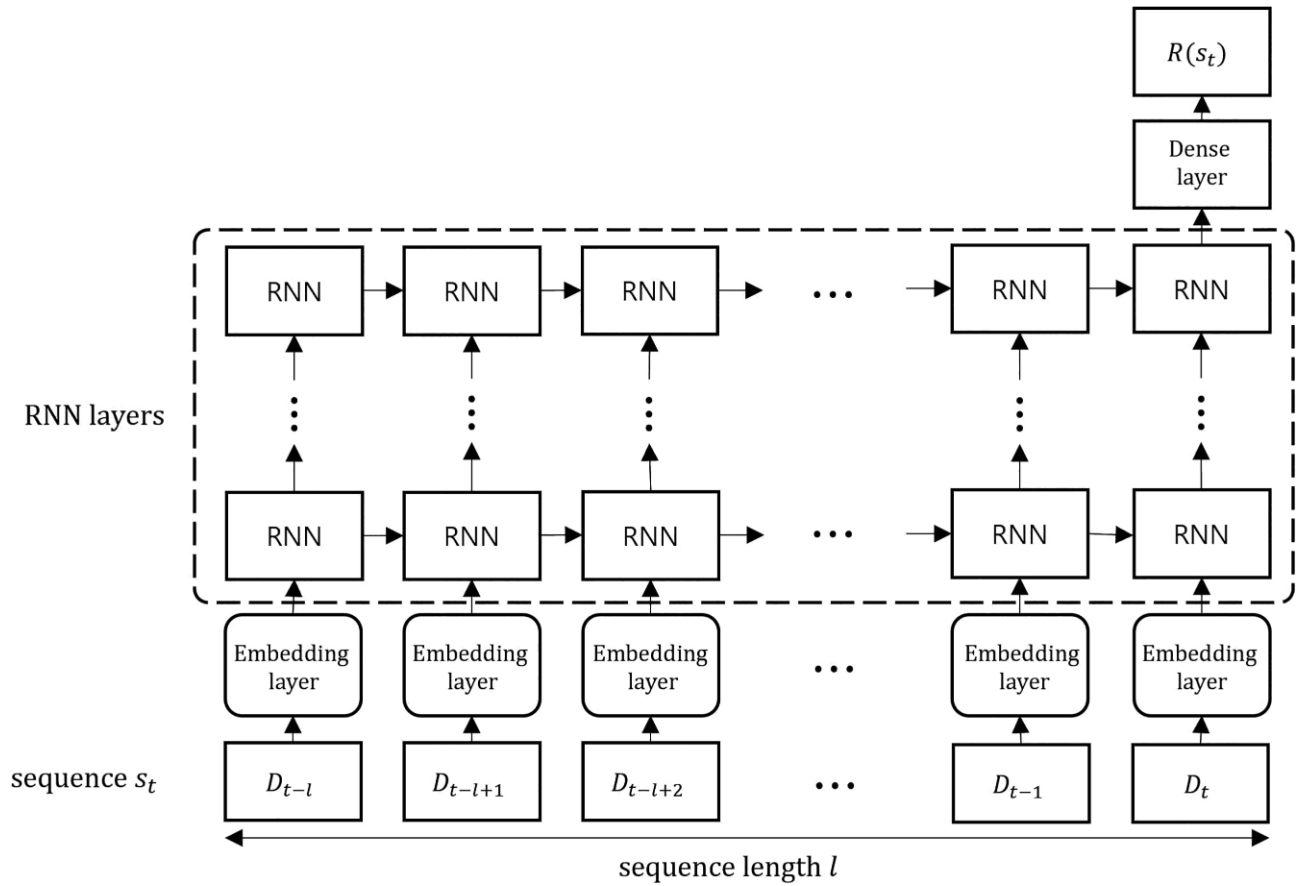 R(s_t)
Dense
layer
RNN RNN RNN ... RNN RNN
RNN layers
RNN RNN RNN ... RNN RNN
Embedding layer Embedding layer Embedding layer ... Embedding layer Embedding layer
sequence s_t D_{t-l} D_{t-l+1} D_{t-l+2} ... D_{t-1} D_t
sequence length l